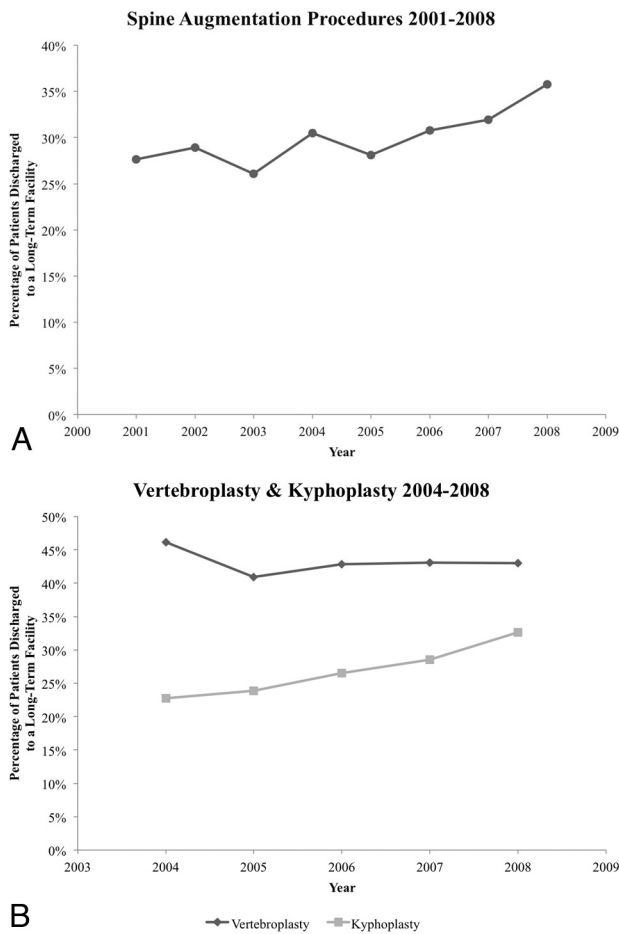 Spine Augmentation Procedures 2001-2008
40%
35%
30%
25%
20%
15%
10%
5%
0%
Percentage of Patients Discharged
to a Long-Term Facility
2000 2001 2002 2003 2004 2005 2006 2007 2008 2009
Year
A
Vertebroplasty & Kyphoplasty 2004-2008
50%
45%
40%
35%
30%
25%
20%
15%
10%
5%
0%
Percentage of Patients Discharged
to a Long-Term Facility
2003 2004 2005 2006 2007 2008 2009
Year
B
Vertebroplasty Kyphoplasty